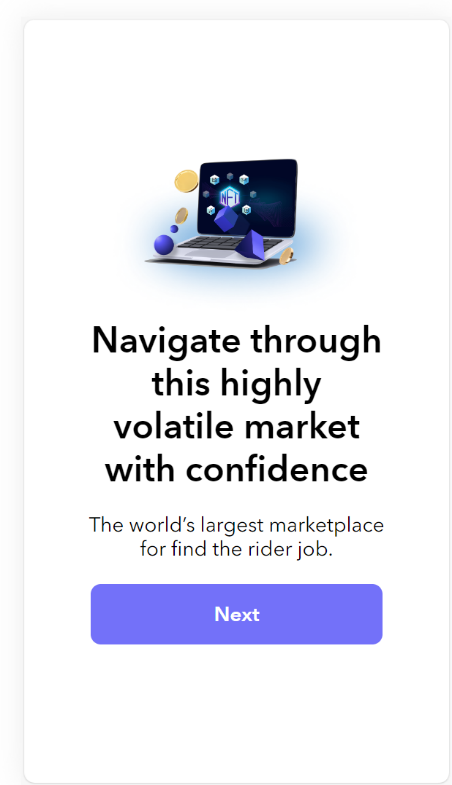 NFT
Navigate through
this highly
volatile market
with confidence
The world’s largest marketplace
for find the rider job.
Next